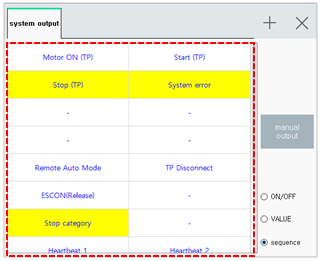 system output
Motor ON (TP) Start (TP)
Stop (TP) System error
- -
- -
Remote Auto Mode TP Disconnect
ESCON(Release) -
Stop category -
Heartbeat 1 Heartbeat 2
manual
output
ON/OFF
VALUE
sequence